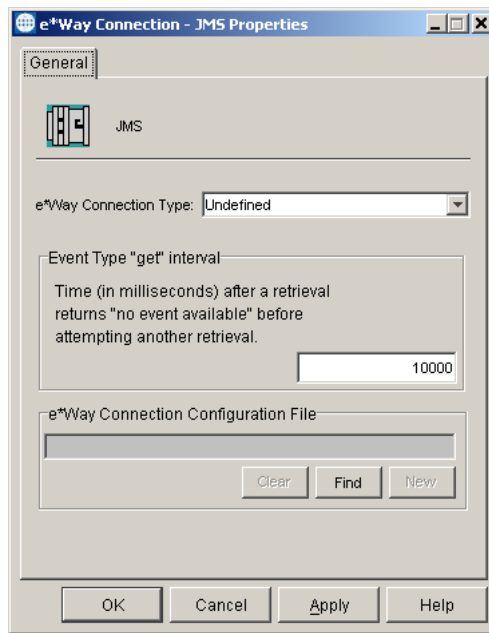 e*Way Connection - JMS Properties
General
JMS
e*Way Connection Type: Undefined
Event Type "get" interval
Time (in milliseconds) after a retrieval
returns "no event available" before
attempting another retrieval.
10000
e*Way Connection Configuration File
Clear Find New
OK Cancel Apply Help